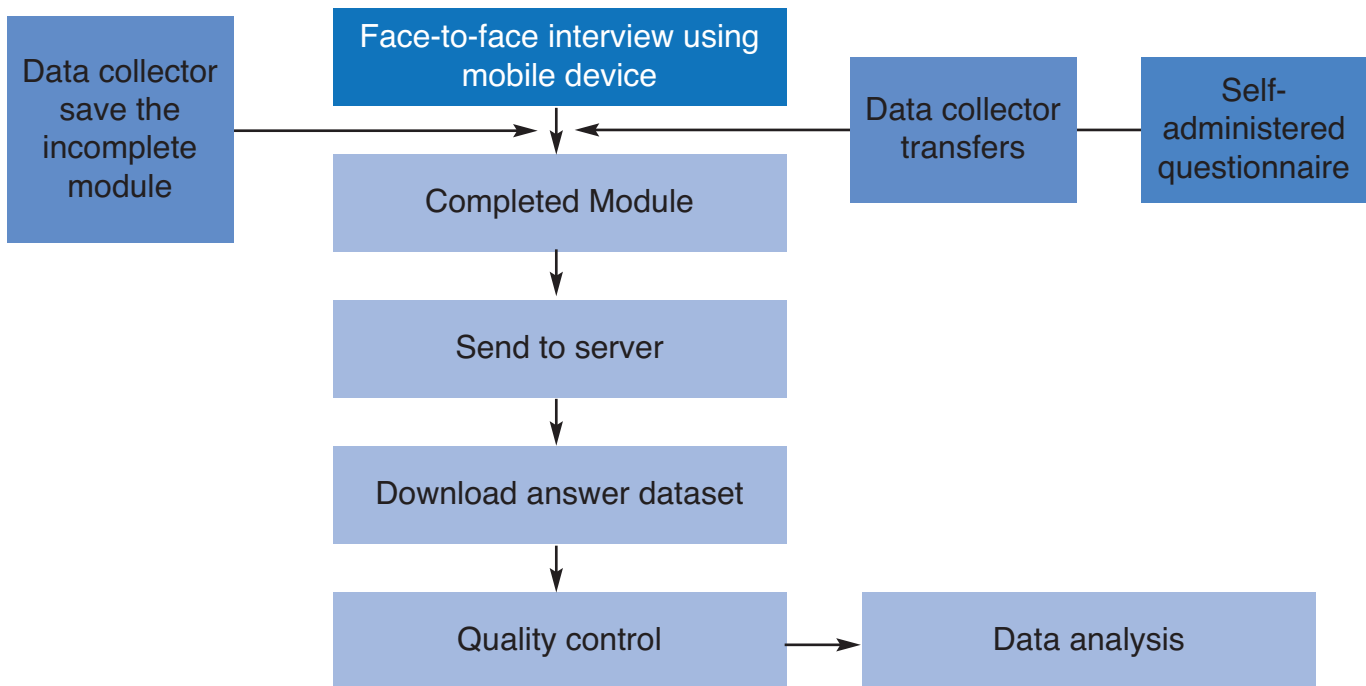 Data collector
save the
incomplete
module
Face-to-face interview using
mobile device
Data collector
transfers
Self-
administered
questionnaire
Completed Module
Send to server
Download answer dataset
Quality control
Data analysis